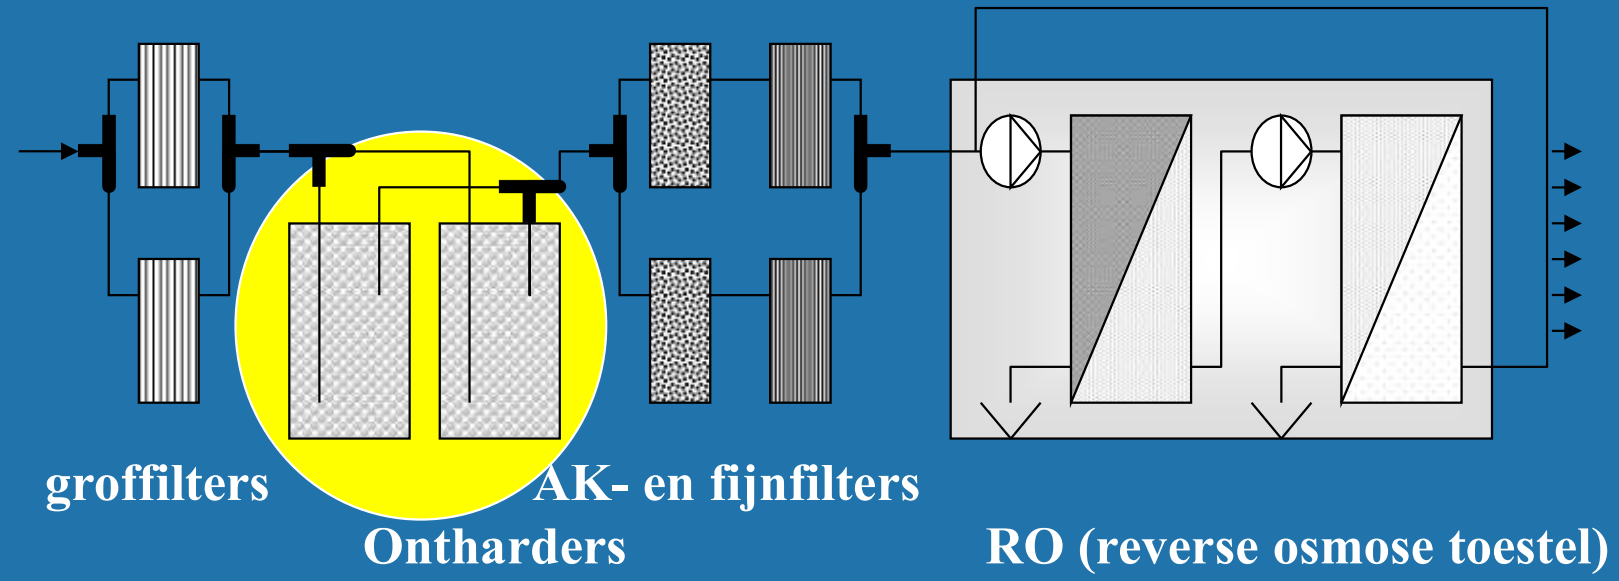 groffilters
AK- en fijnfilters
Ontharders
RO (reverse osmose toestel)